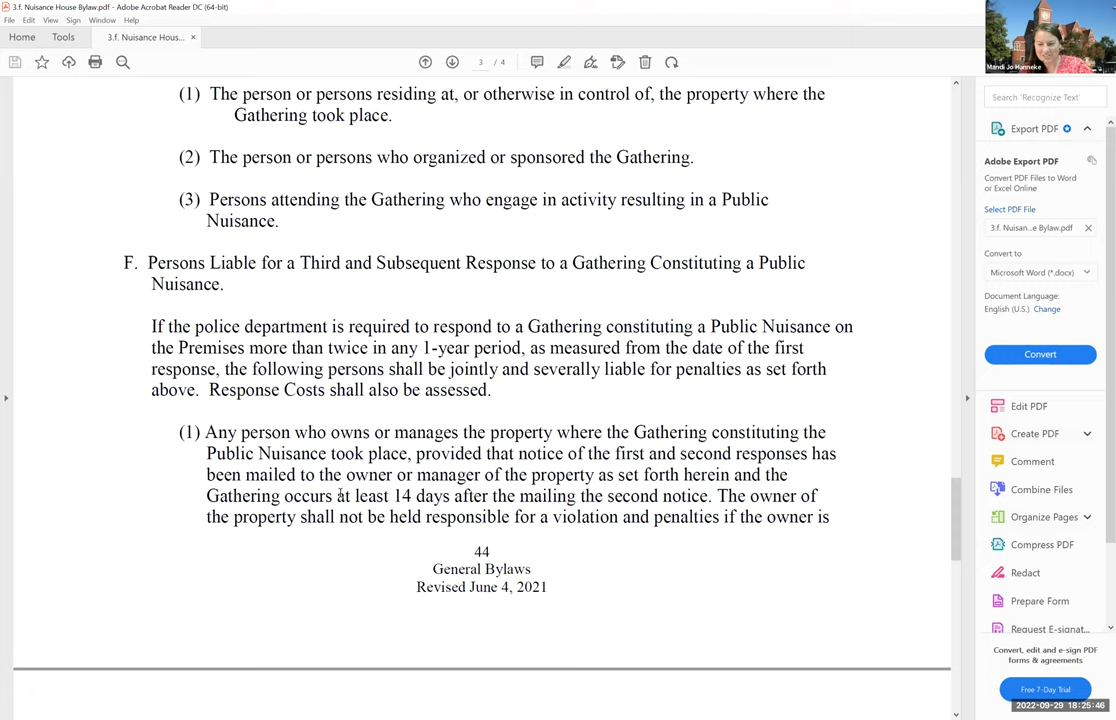 3.f. Nuisance House Bylaw.pdf - Adobe Acrobat Reader DC (64-bit)
File Edit View Sign Window Help
Home Tools 3.f. Nuisance Hous... ×
3 / 4
Mandi Jo Hanneke
(1) The person or persons residing at, or otherwise in control of, the property where the
Gathering took place.
(2) The person or persons who organized or sponsored the Gathering.
(3) Persons attending the Gathering who engage in activity resulting in a Public
Nuisance.
F. Persons Liable for a Third and Subsequent Response to a Gathering Constituting a Public
Nuisance.
If the police department is required to respond to a Gathering constituting a Public Nuisance on
the Premises more than twice in any 1-year period, as measured from the date of the first
response, the following persons shall be jointly and severally liable for penalties as set forth
above. Response Costs shall also be assessed.
(1) Any person who owns or manages the property where the Gathering constituting the
Public Nuisance took place, provided that notice of the first and second responses has
been mailed to the owner or manager of the property as set forth herein and the
Gathering occurs at least 14 days after the mailing the second notice. The owner of
the property shall not be held responsible for a violation and penalties if the owner is
44
General Bylaws
Revised June 4, 2021
Search 'Recognize Text'
Export PDF
Adobe Export PDF
Convert PDF Files to Word
or Excel Online
Select PDF File
3.f. Nuisan...e Bylaw.pdf
Convert to
Microsoft Word (*.docx)
Document Language:
English (U.S.) Change
Convert
Edit PDF
Create PDF
Comment
Combine Files
Organize Pages
Compress PDF
Redact
Prepare Form
Request E-signat...
Convert, edit and e-sign PDF
forms & agreements
Free 7-Day Trial
2022-09-29 18:25:46